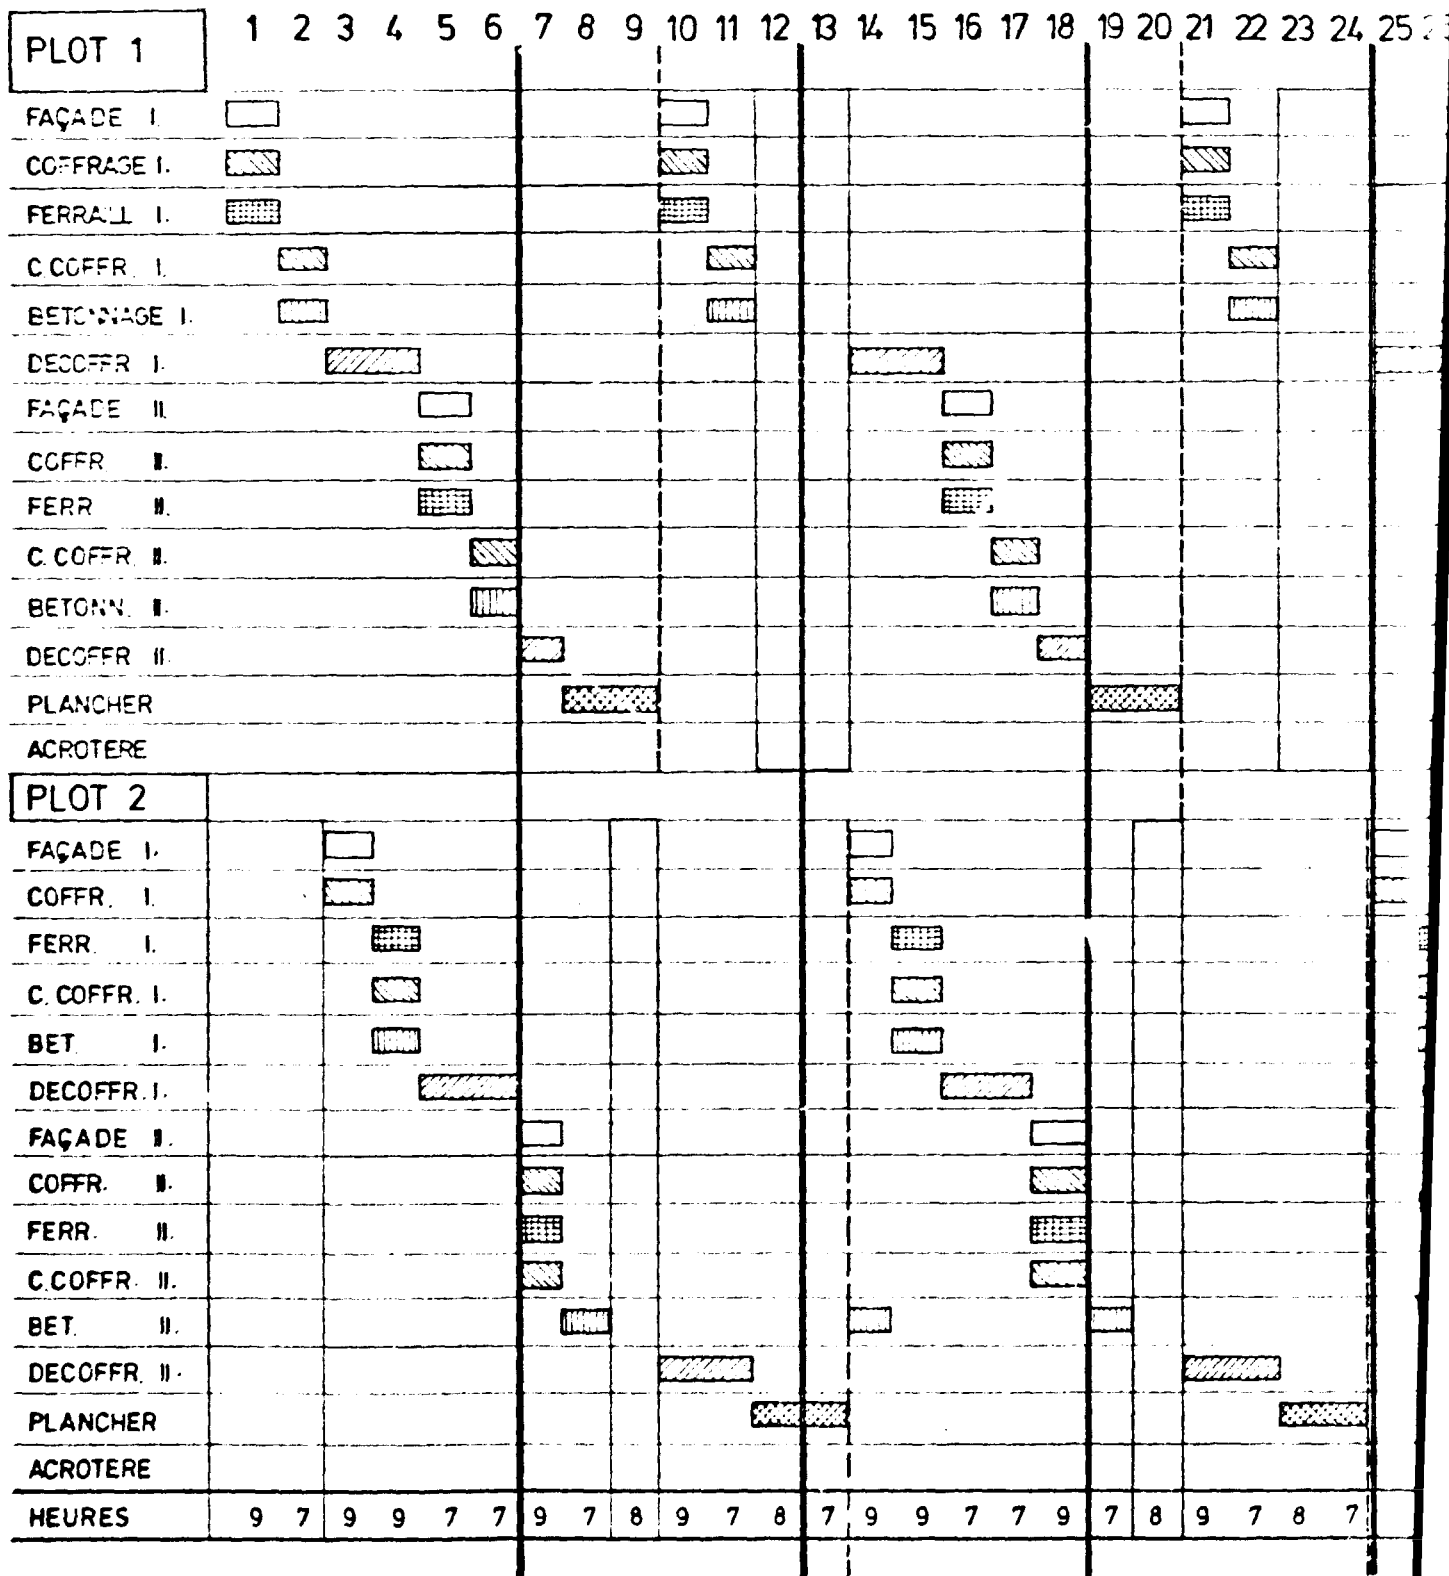 PLOT 1 1 2 3 4 5 6 7 8 9 10 11 12 13 14 15 16 17 18 19 20 21 22 23 24 25
FAÇADE I.
COFFRAGE I.
FERRAILL I.
C.COFFR. I.
BETONNAGE I.
DECOFFR I.
FAÇADE II.
COFFR II.
FERR II.
C. COFFR. II.
BETONN. II.
DECOFFR II.
PLANCHER
ACROTERE
PLOT 2
FAÇADE I.
COFFR. I.
FERR. I.
C. COFFR. I.
BET I.
DECOFFR. I.
FAÇADE II.
COFFR. II.
FERR. II.
C.COFFR. II.
BET. II.
DECOFFR. II.
PLANCHER
ACROTERE
HEURES 9 7 9 9 7 7 9 7 8 9 7 8 7 9 9 7 7 9 7 8 9 7 8 7